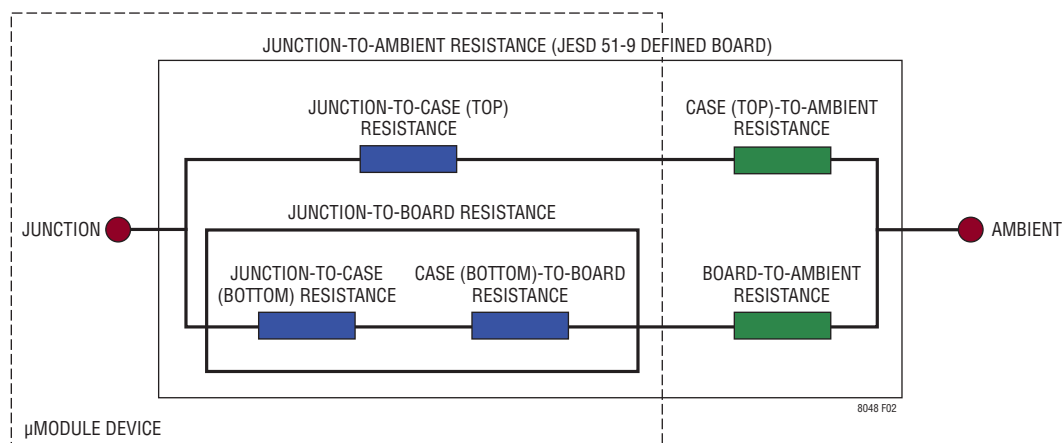 JUNCTION-TO-AMBIENT RESISTANCE (JESD 51-9 DEFINED BOARD)
JUNCTION-TO-CASE (TOP)
RESISTANCE
CASE (TOP)-TO-AMBIENT
RESISTANCE
JUNCTION-TO-BOARD RESISTANCE
JUNCTION
AMBIENT
JUNCTION-TO-CASE
(BOTTOM) RESISTANCE
CASE (BOTTOM)-TO-BOARD
RESISTANCE
BOARD-TO-AMBIENT
RESISTANCE
8048 F02
µMODULE DEVICE